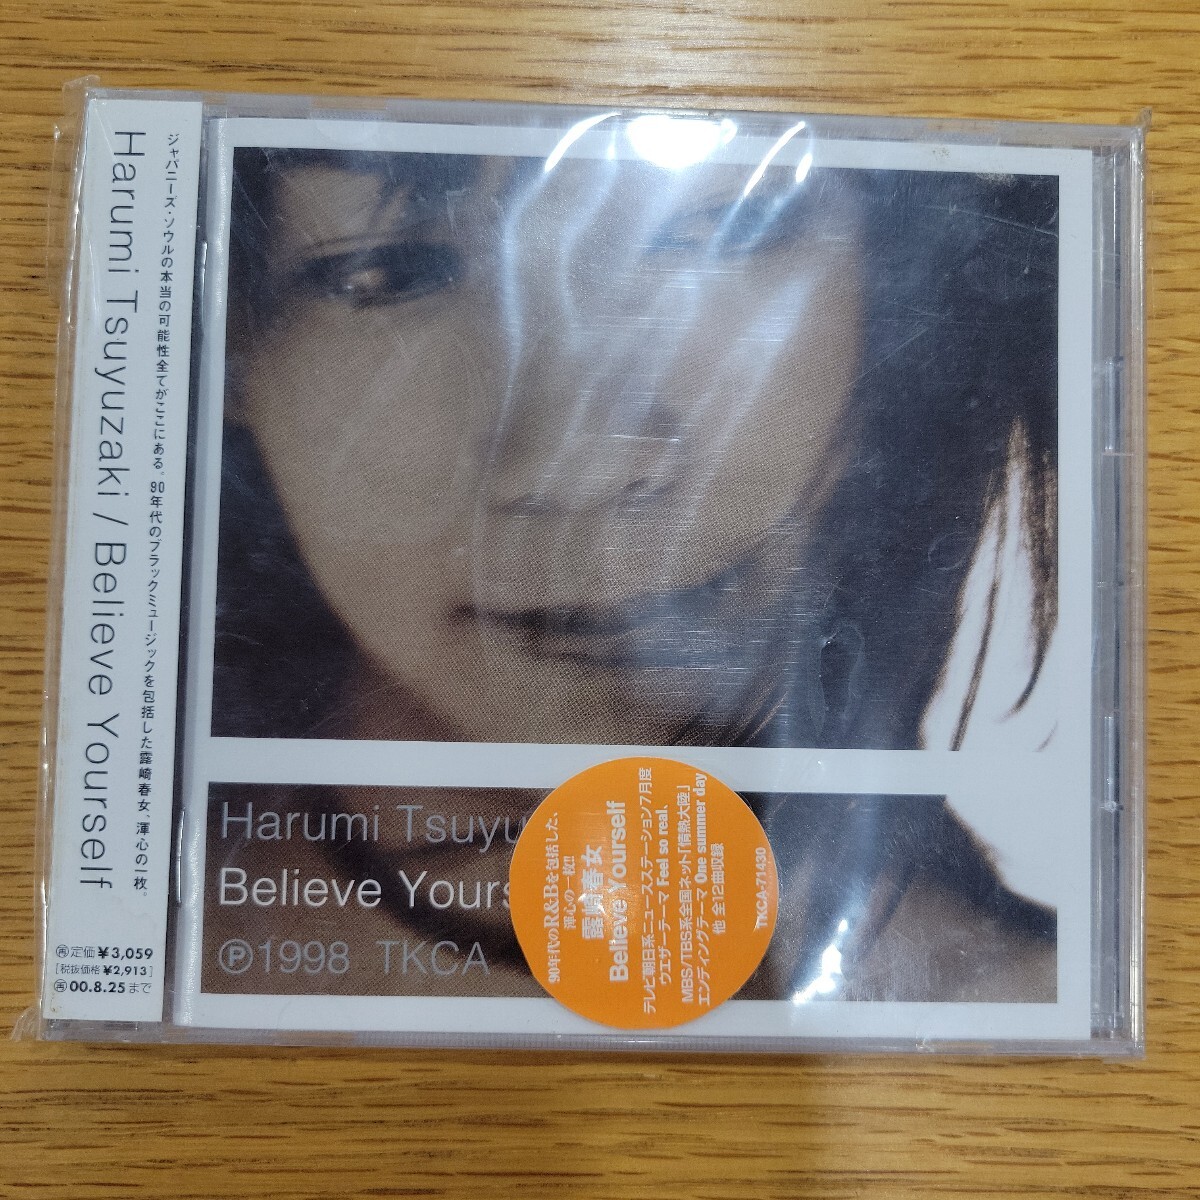 ジャパニーズ・ソウルの本当の可能性全てがここにある。90年代のブラックミュージックを包括した露崎春女、渾心の一枚。
Harumi Tsuyuzaki / Believe Yourself
㊢定価¥3,059
[税抜価格¥2,913]
㊢00.8.25まで
Harumi Tsuyu
Believe Yours
℗1998 TKCA
90年代のR&Bを包括した、
渾心の一枚!!
露崎春女
Believe Yourself
テレビ朝日系ニュースステーション7月度
ウエザーテーマ Feel so real.
MBS/TBS系全国ネット「情熱大陸」
エンディングテーマ One summer day
他 全12曲収録
TKCA-71430